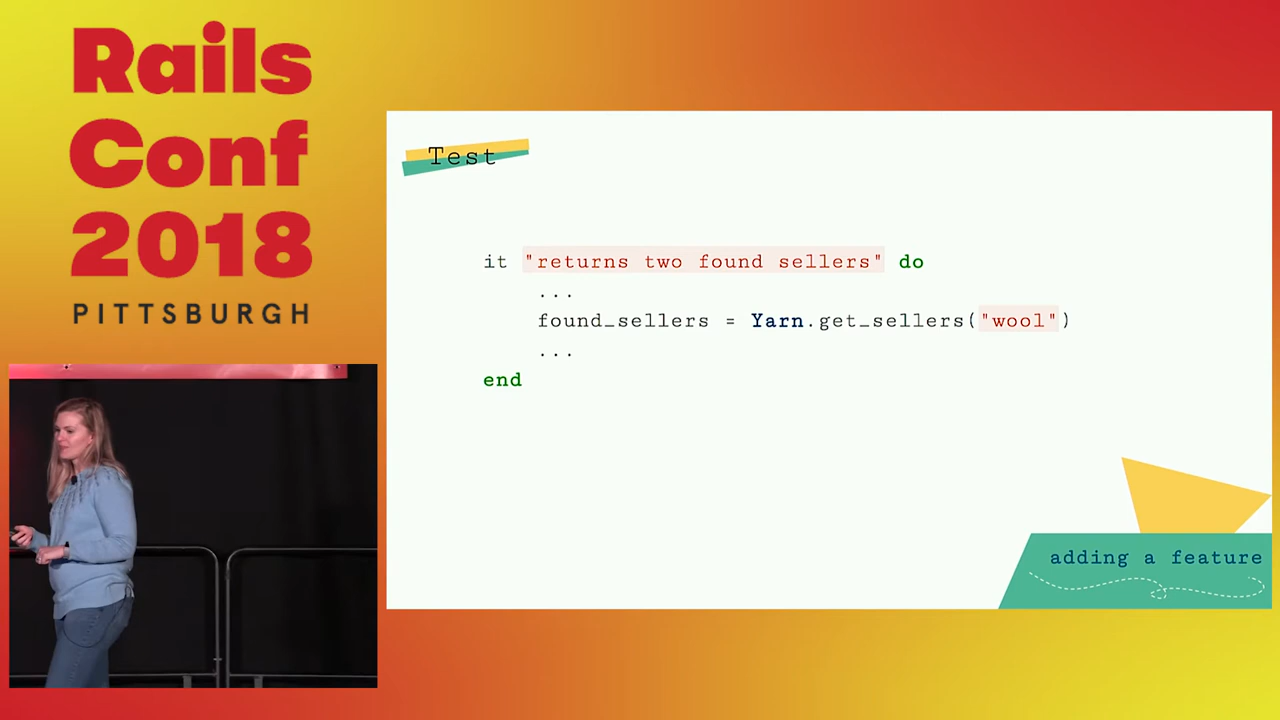 Rails
Conf
2018
PITTSBURGH
Test
it "returns two found sellers" do
...
found_sellers = Yarn.get_sellers("wool")
...
end
adding a feature